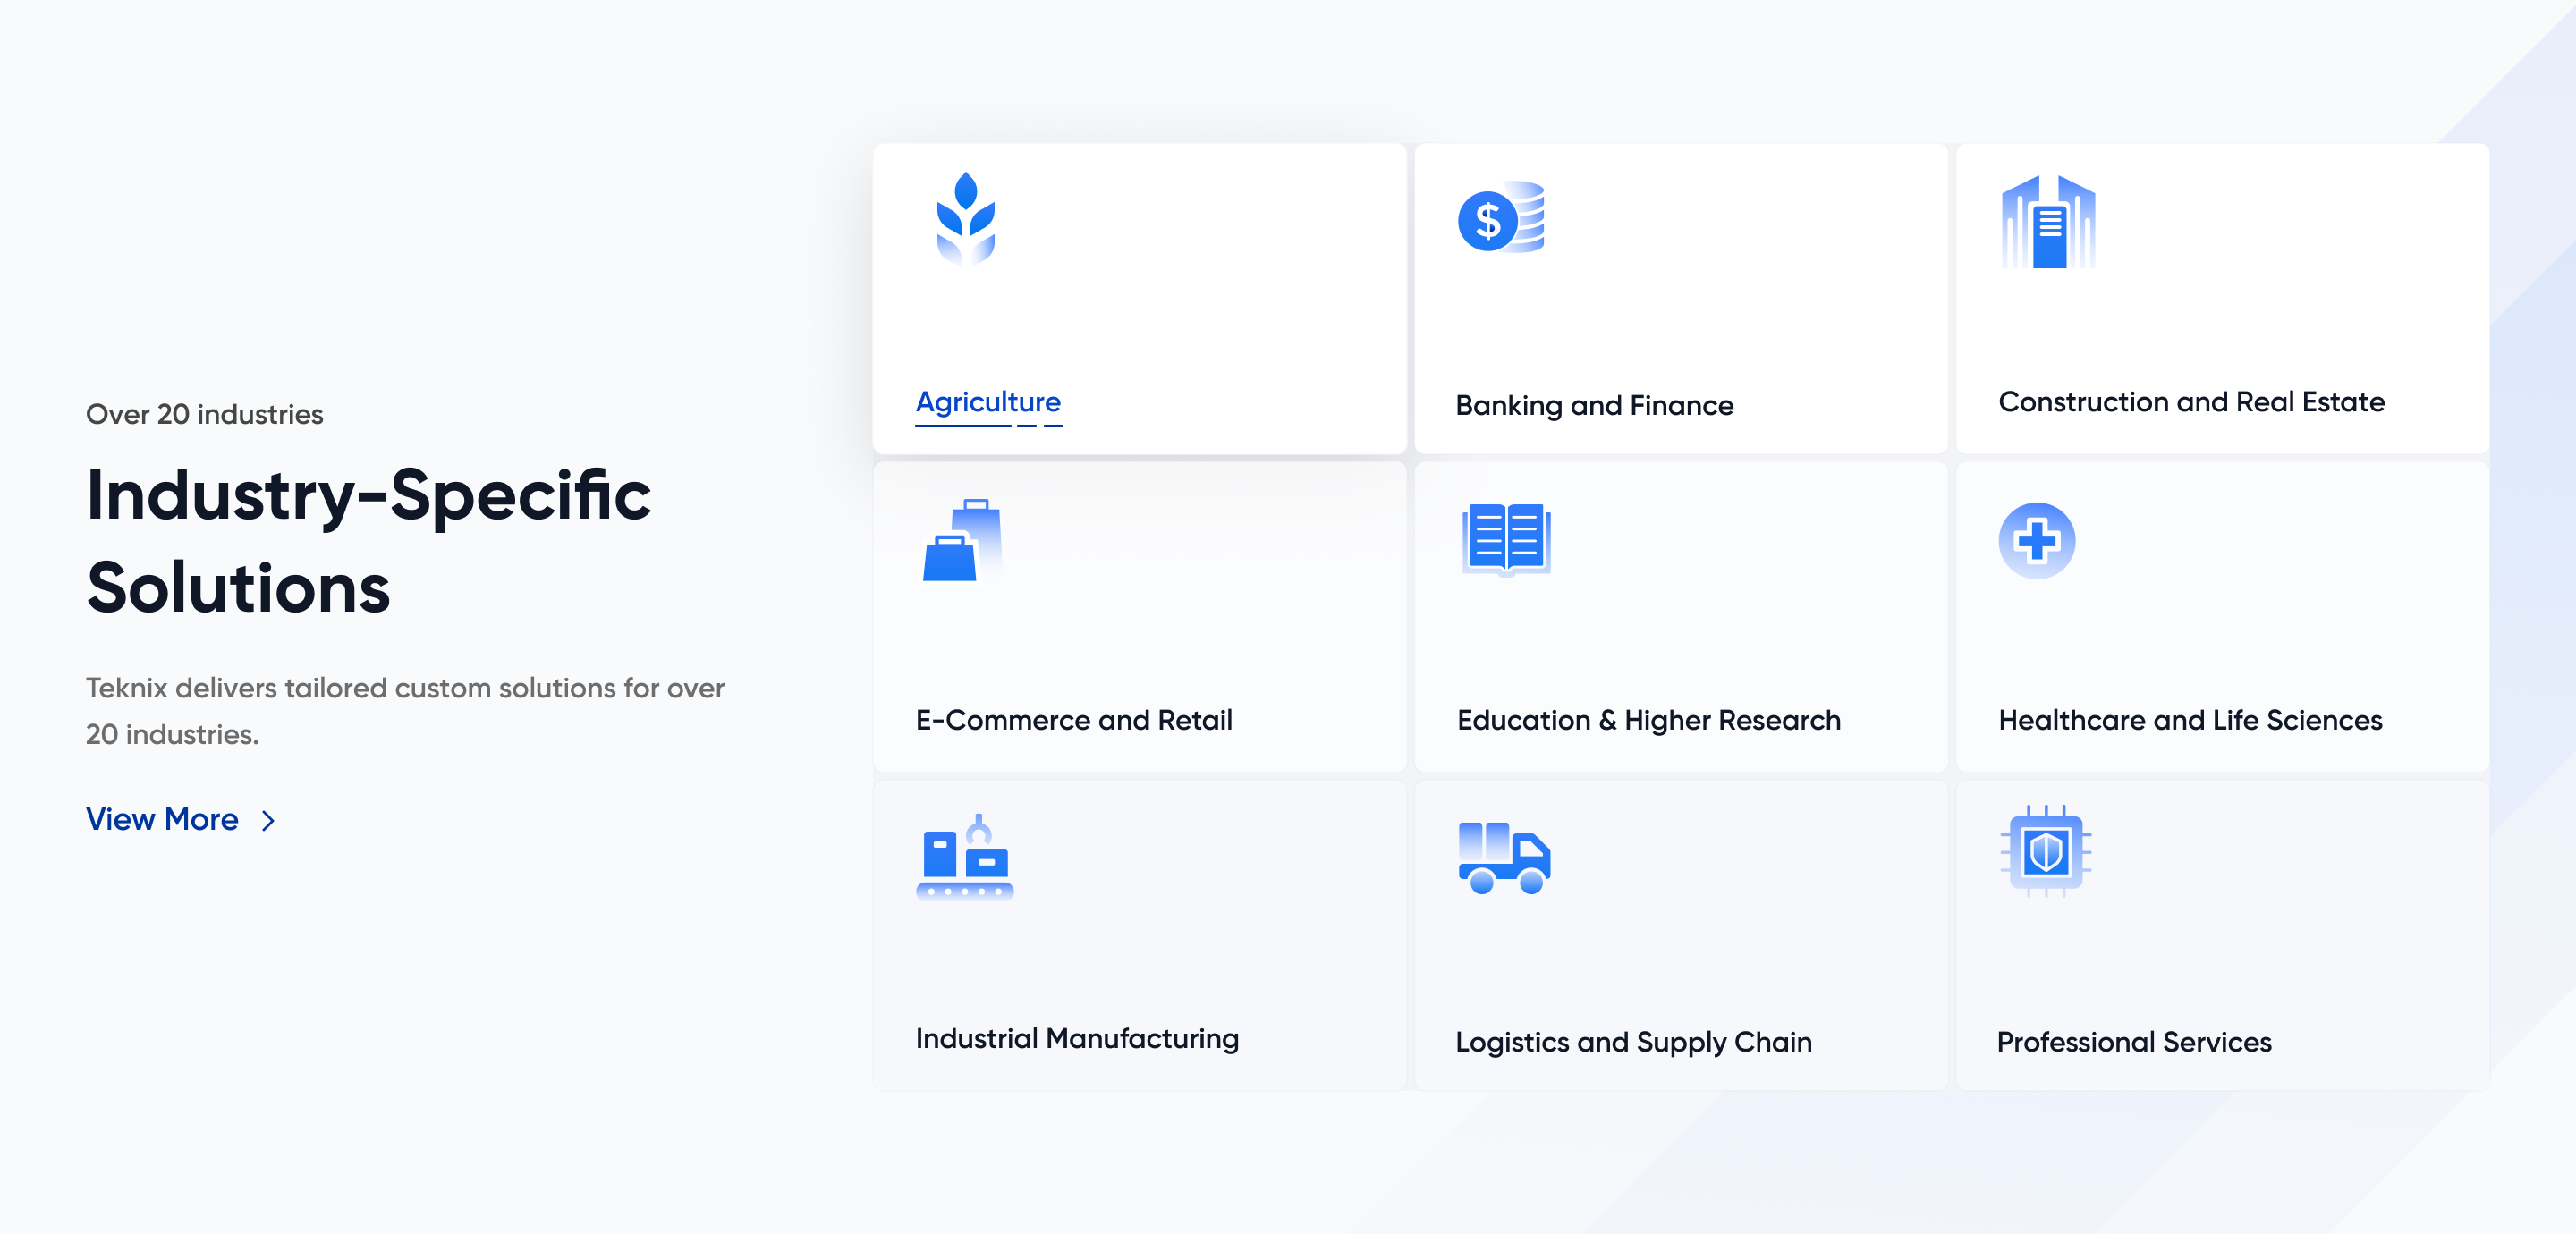 Over 20 industries
Industry-Specific
Solutions
Teknix delivers tailored custom solutions for over
20 industries.
View More
Agriculture
Banking and Finance
Construction and Real Estate
E-Commerce and Retail
Education & Higher Research
Healthcare and Life Sciences
Industrial Manufacturing
Logistics and Supply Chain
Professional Services